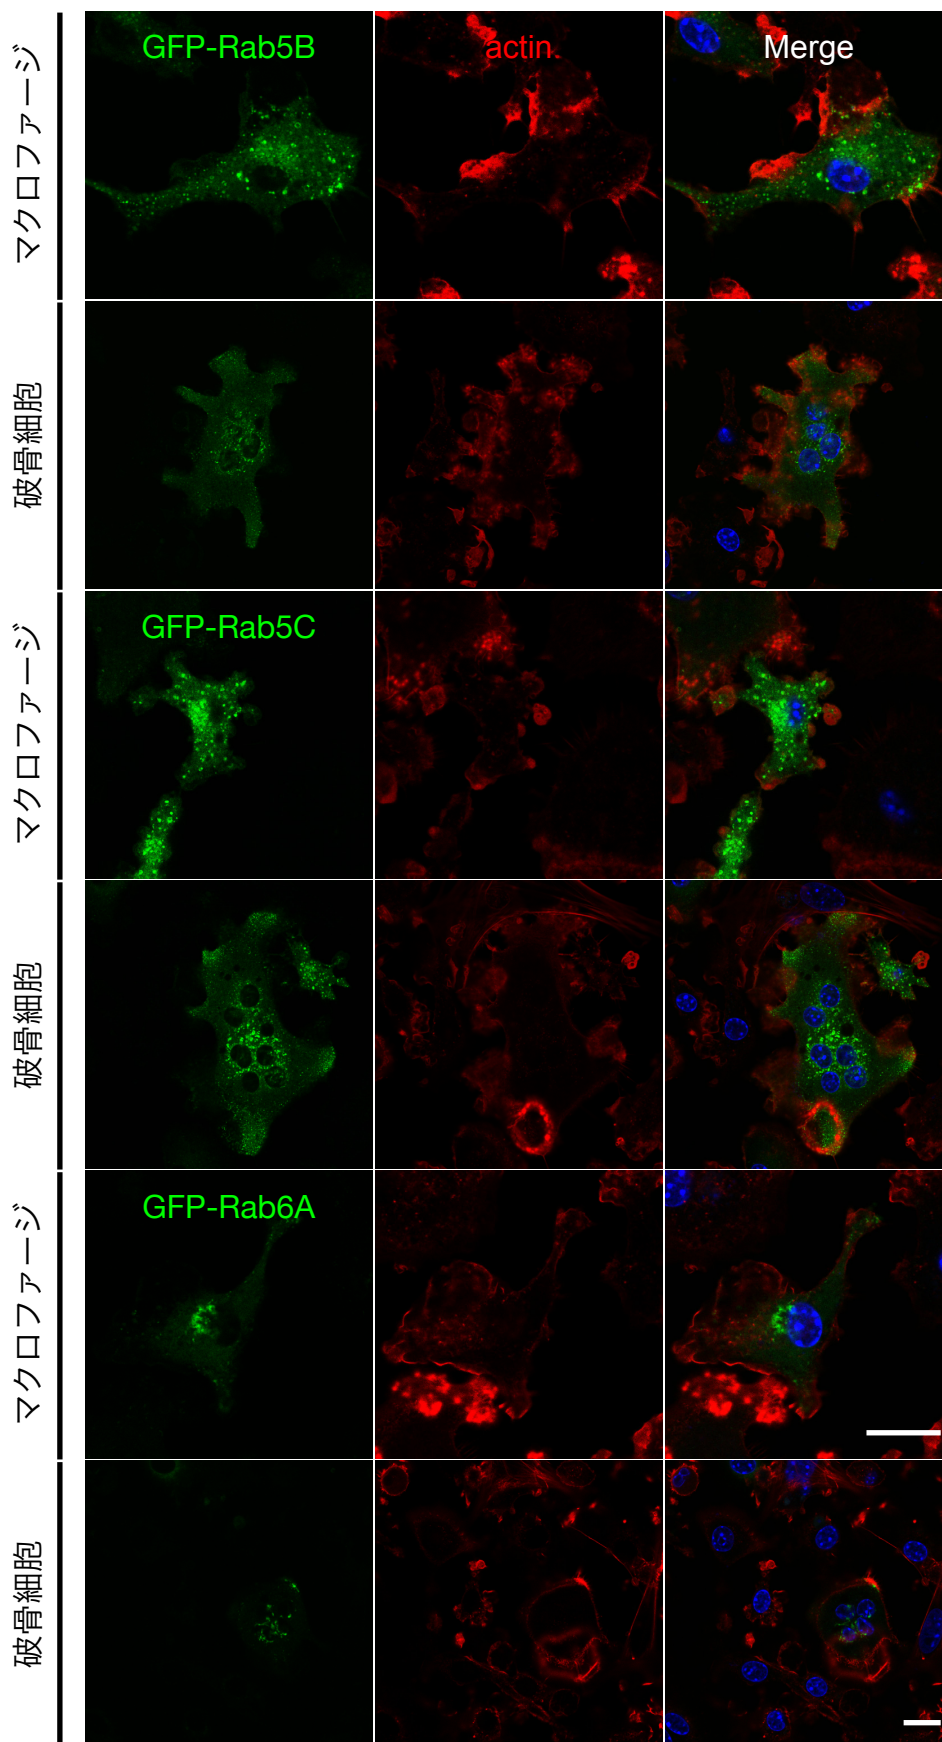 GFP-Rab5B
actin
Merge
マクロファージ
破骨細胞
GFP-Rab5C
マクロファージ
破骨細胞
GFP-Rab6A
マクロファージ
破骨細胞